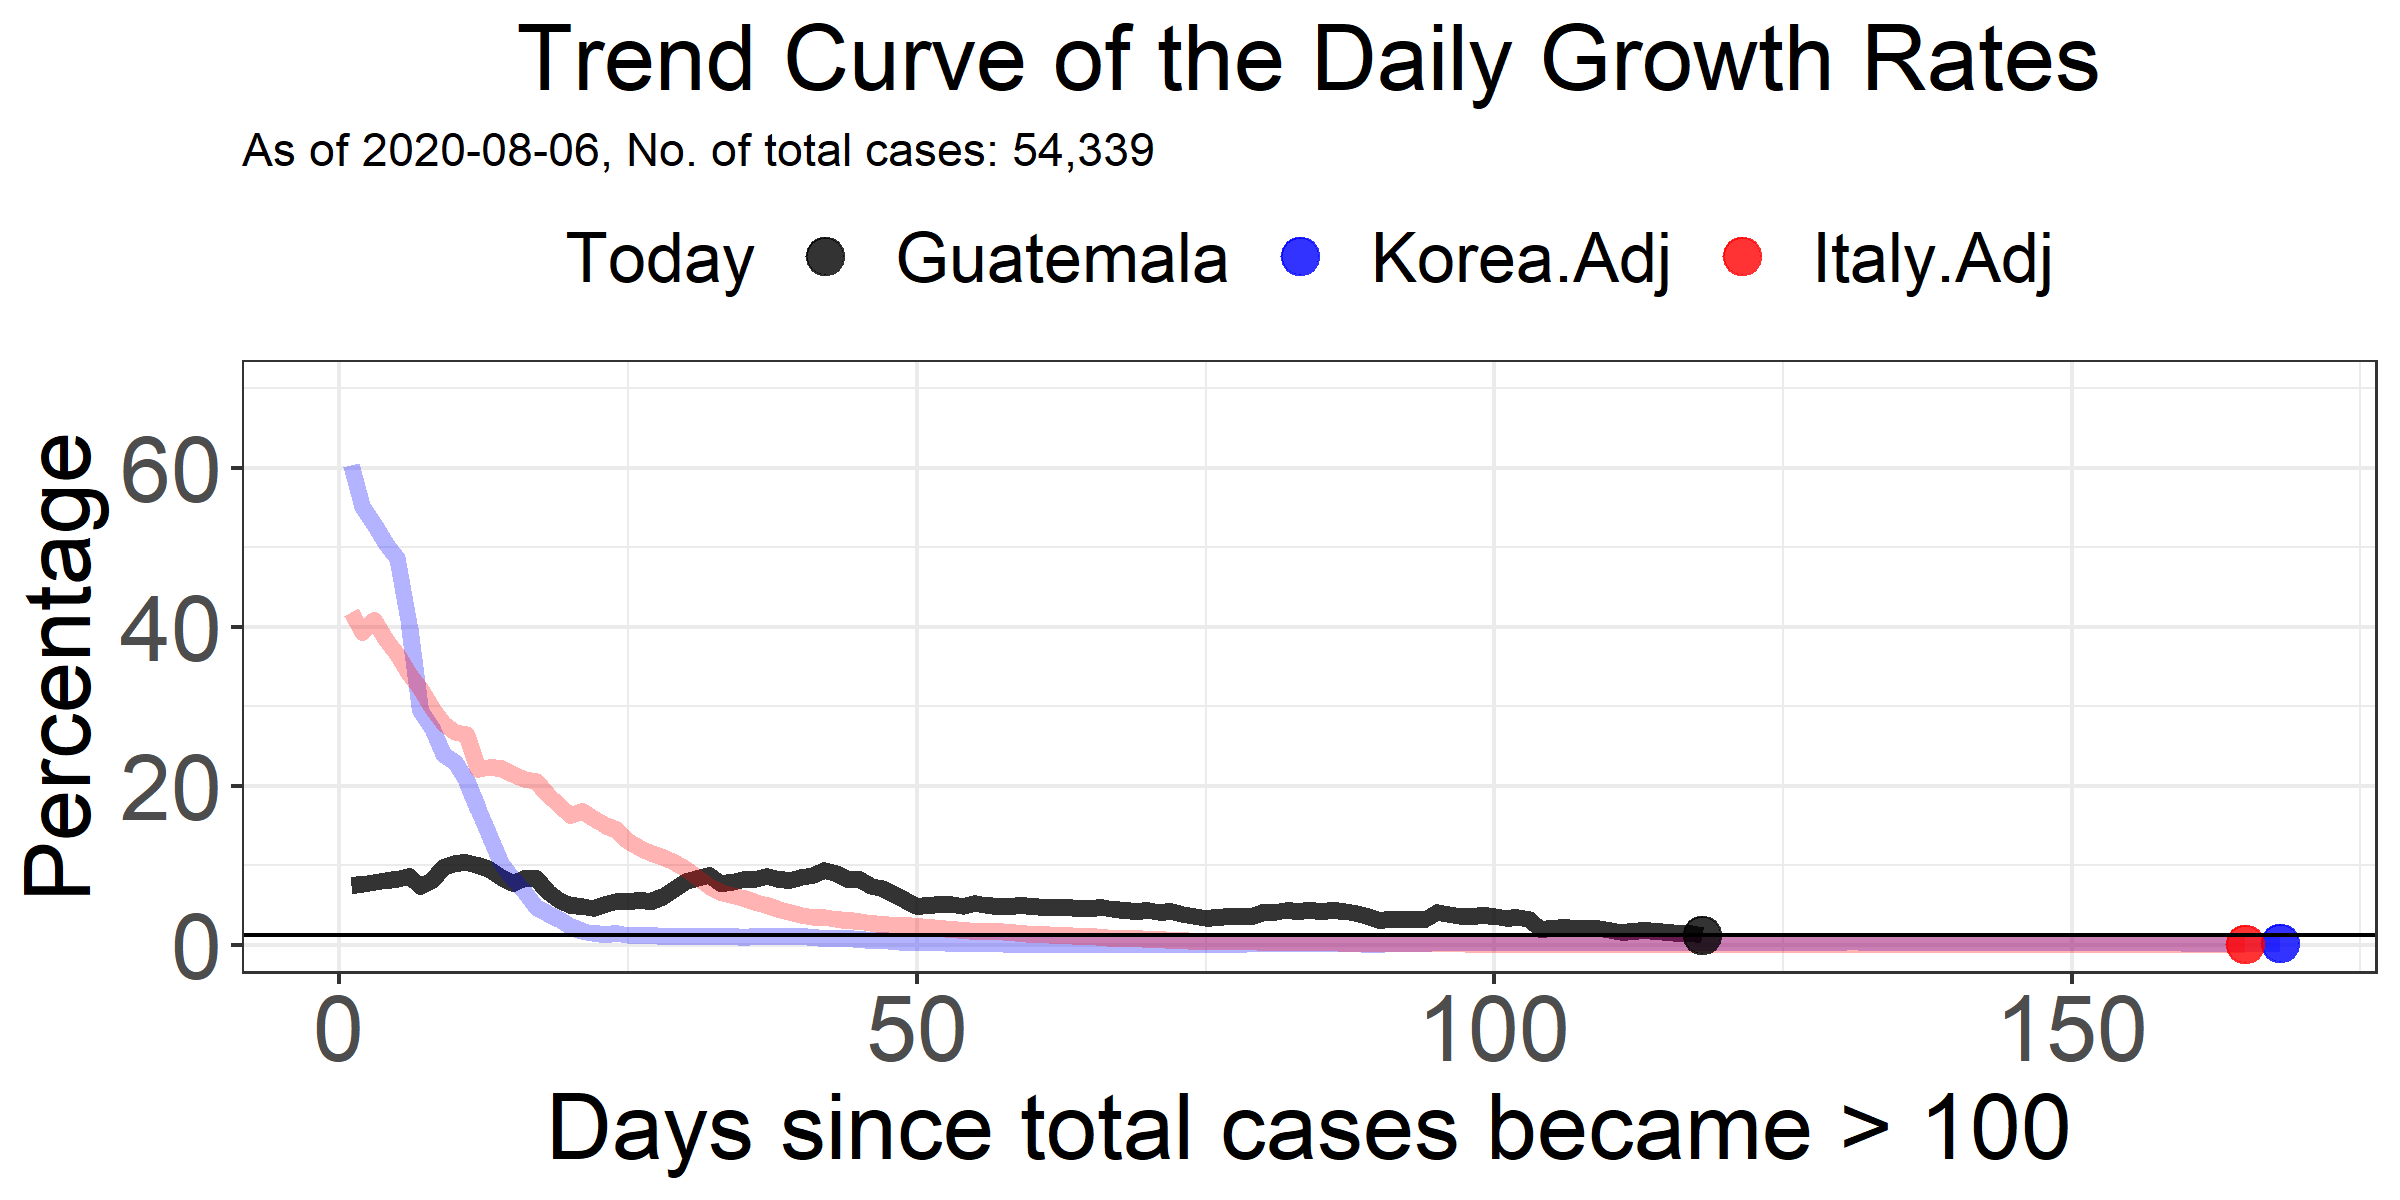 Trend Curve of the Daily Growth Rates
As of 2020-08-06, No. of total cases: 54,339
Today Guatemala Korea.Adj Italy.Adj
Percentage
60
40
20
0
0 50 100 150
Days since total cases became > 100